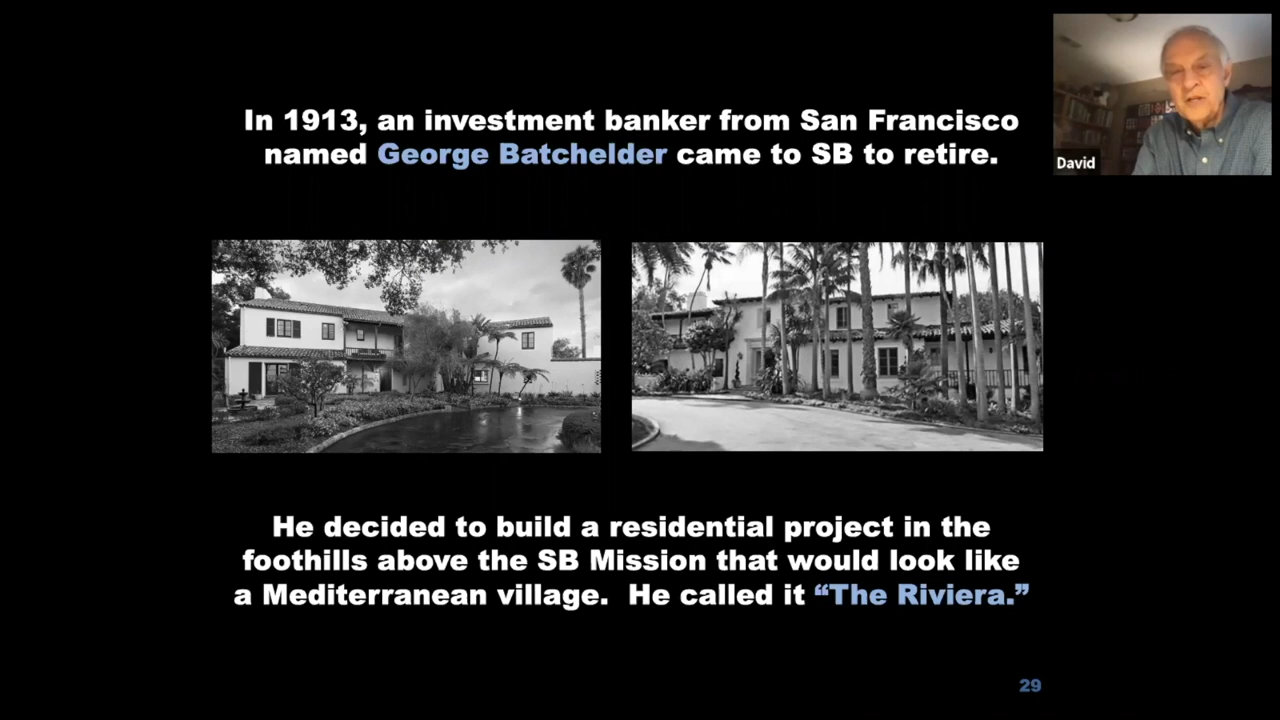 In 1913, an investment banker from San Francisco
named George Batchelder came to SB to retire.
David
He decided to build a residential project in the
foothills above the SB Mission that would look like
a Mediterranean village.  He called it “The Riviera.”
29